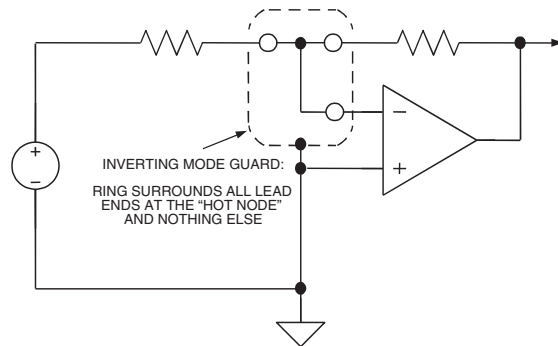 +
−
−
+
INVERTING MODE GUARD:
RING SURROUNDS ALL LEAD
ENDS AT THE “HOT NODE”
AND NOTHING ELSE